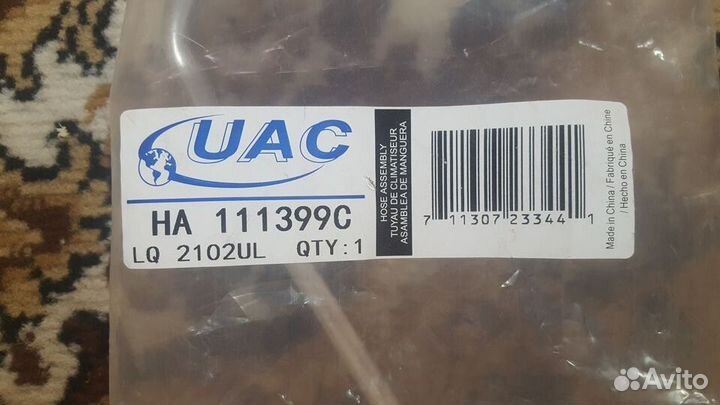 UAC
HA 111399C
LQ 2102UL QTY:1
HOSE ASSEMBLY
TUYAU DE CLIMATISEUR
ASAMBLEA DE MANGUERA
7 11307 23344 1
Made in China / Fabriqué en Chine
/ Hecho en China
Avito